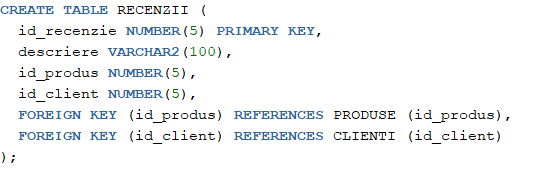 CREATE TABLE RECENZII (
  id_recenzie NUMBER(5) PRIMARY KEY,
  descriere VARCHAR2(100),
  id_produs NUMBER(5),
  id_client NUMBER(5),
  FOREIGN KEY (id_produs) REFERENCES PRODUSE (id_produs),
  FOREIGN KEY (id_client) REFERENCES CLIENTI (id_client)
);